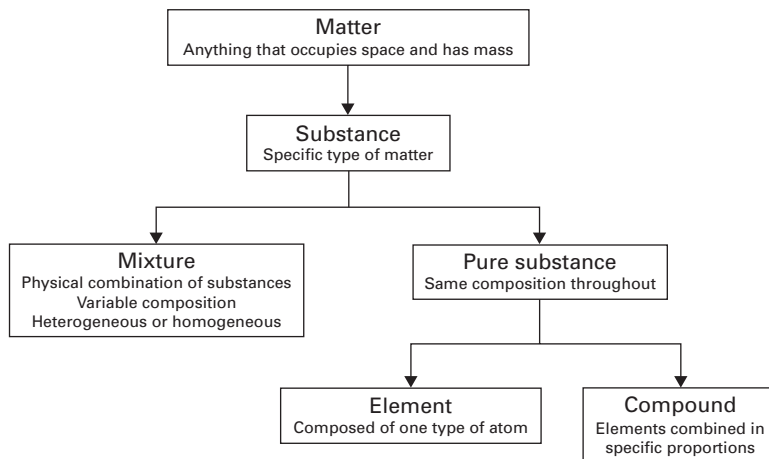 Matter
Anything that occupies space and has mass
Substance
Specific type of matter
Mixture
Physical combination of substances
Variable composition
Heterogeneous or homogeneous
Pure substance
Same composition throughout
Element
Composed of one type of atom
Compound
Elements combined in
specific proportions